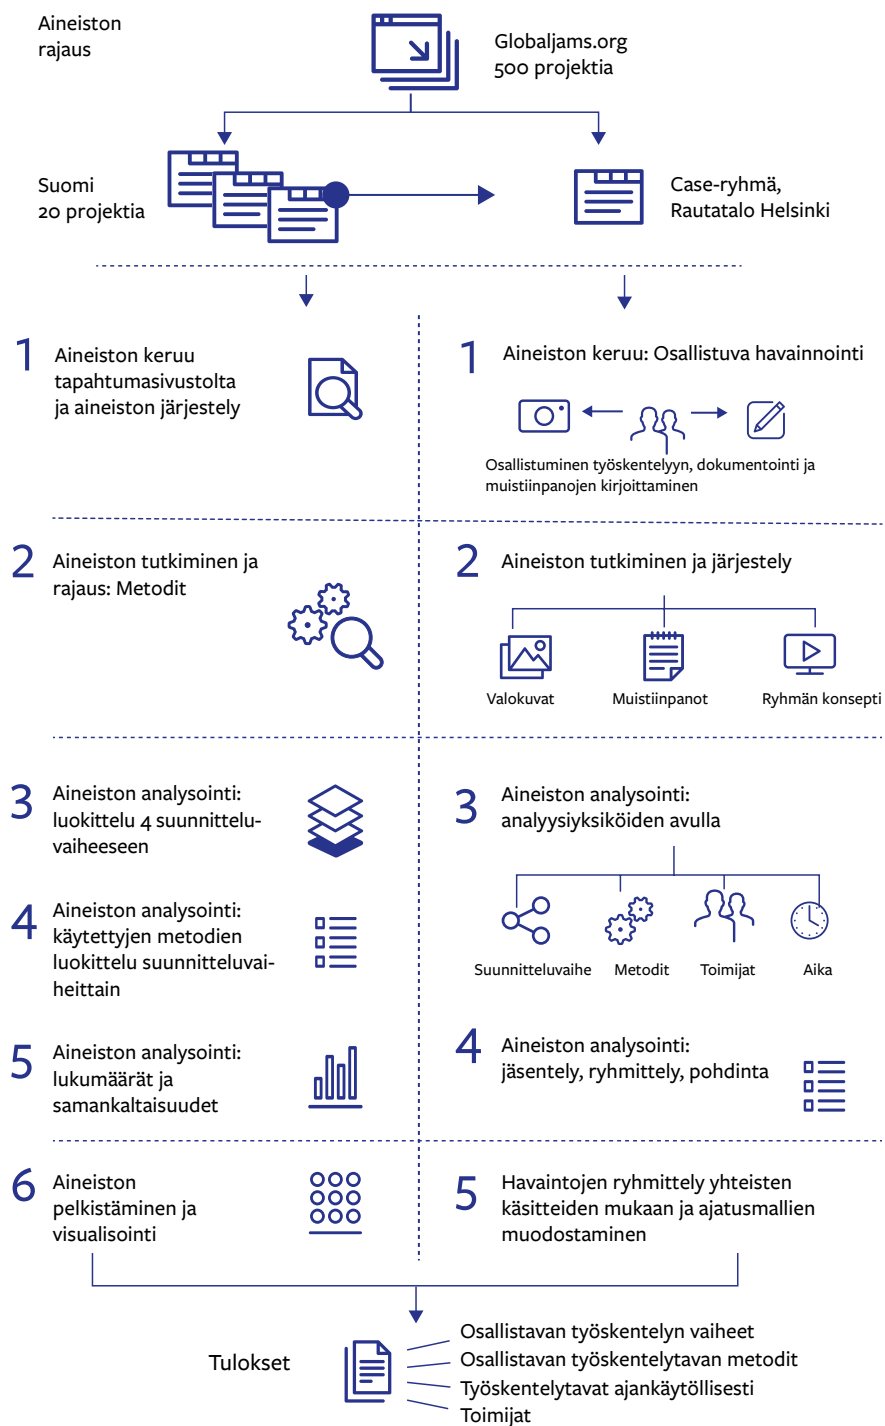 Aineiston
rajaus
Globaljams.org
500 projektia
Suomi
20 projektia
Case-ryhmä,
Rautatalo Helsinki
1
Aineiston keruu
tapahtumasivustolta
ja aineiston järjestely
1
Aineiston keruu: Osallistuva havainnointi
Osallistuminen työskentelyyn, dokumentointi ja
muistiinpanojen kirjoittaminen
2
Aineiston tutkiminen ja
rajaus: Metodit
2
Aineiston tutkiminen ja järjestely
Valokuvat
Muistiinpanot
Ryhmän konsepti
3
Aineiston analysointi:
luokittelu 4 suunnittelu-
vaiheeseen
3
Aineiston analysointi:
analyysiyksiköiden avulla
Suunnitteluvaihe
Metodit
Toimijat
Aika
4
Aineiston analysointi:
käytettyjen metodien
luokittelu suunnitteluvai-
heittain
5
Aineiston analysointi:
lukumäärät ja
samankaltaisuudet
4
Aineiston analysointi:
jäsentely, ryhmittely, pohdinta
6
Aineiston
pelkistäminen ja
visualisointi
5
Havaintojen ryhmittely yhteisten
käsitteiden mukaan ja ajatusmallien
muodostaminen
Tulokset
Osallistavan työskentelyn vaiheet
Osallistavan työskentelytavan metodit
Työskentelytavat ajankäytöllisesti
Toimijat